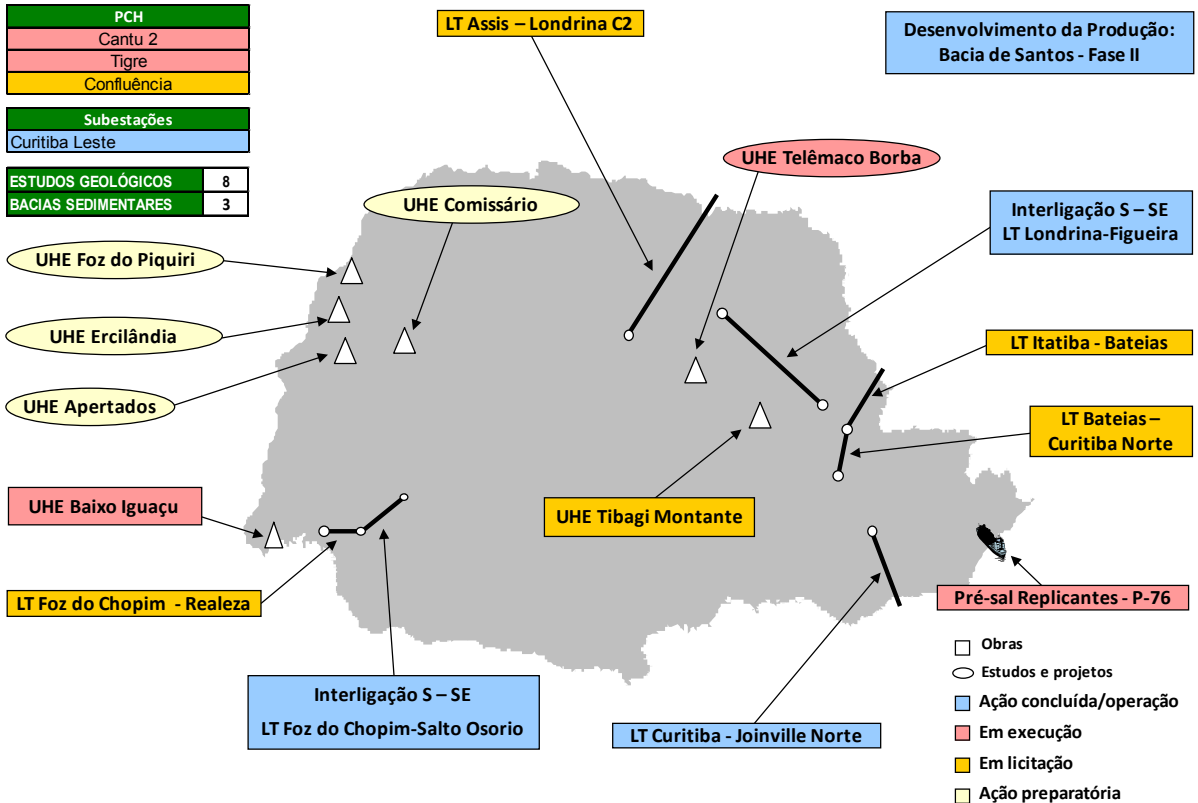 PCH
Cantu 2
Tigre
Confluência
Subestações
Curitiba Leste
ESTUDOS GEOLÓGICOS 8
BACIAS SEDIMENTARES 3
LT Assis – Londrina C2
Desenvolvimento da Produção:
Bacia de Santos - Fase II
UHE Telêmaco Borba
UHE Comissário
Interligação S – SE
LT Londrina-Figueira
UHE Foz do Piquiri
UHE Ercilândia
LT Itatiba - Bateias
UHE Apertados
LT Bateias –
Curitiba Norte
UHE Baixo Iguaçu
UHE Tibagi Montante
LT Foz do Chopim - Realeza
Pré-sal Replicantes - P-76
Interligação S – SE
LT Foz do Chopim-Salto Osorio
LT Curitiba - Joinville Norte
Obras
Estudos e projetos
Ação concluída/operação
Em execução
Em licitação
Ação preparatória